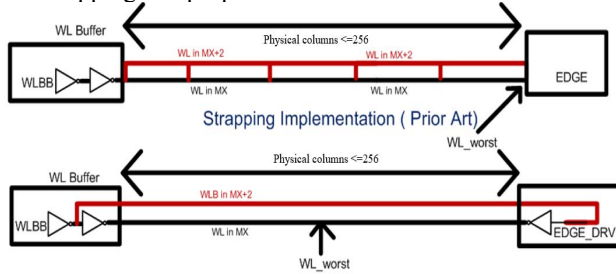 WL Buffer
Physical columns <=256
WL in MX+2
WL in MX+2
WLBB
WL in MX
WL in MX
EDGE
Strapping Implementation ( Prior Art)
WL_worst
Physical columns <=256
WL Buffer
WLB in MX+2
WLBB
WL in MX
EDGE_DRV
WL_worst